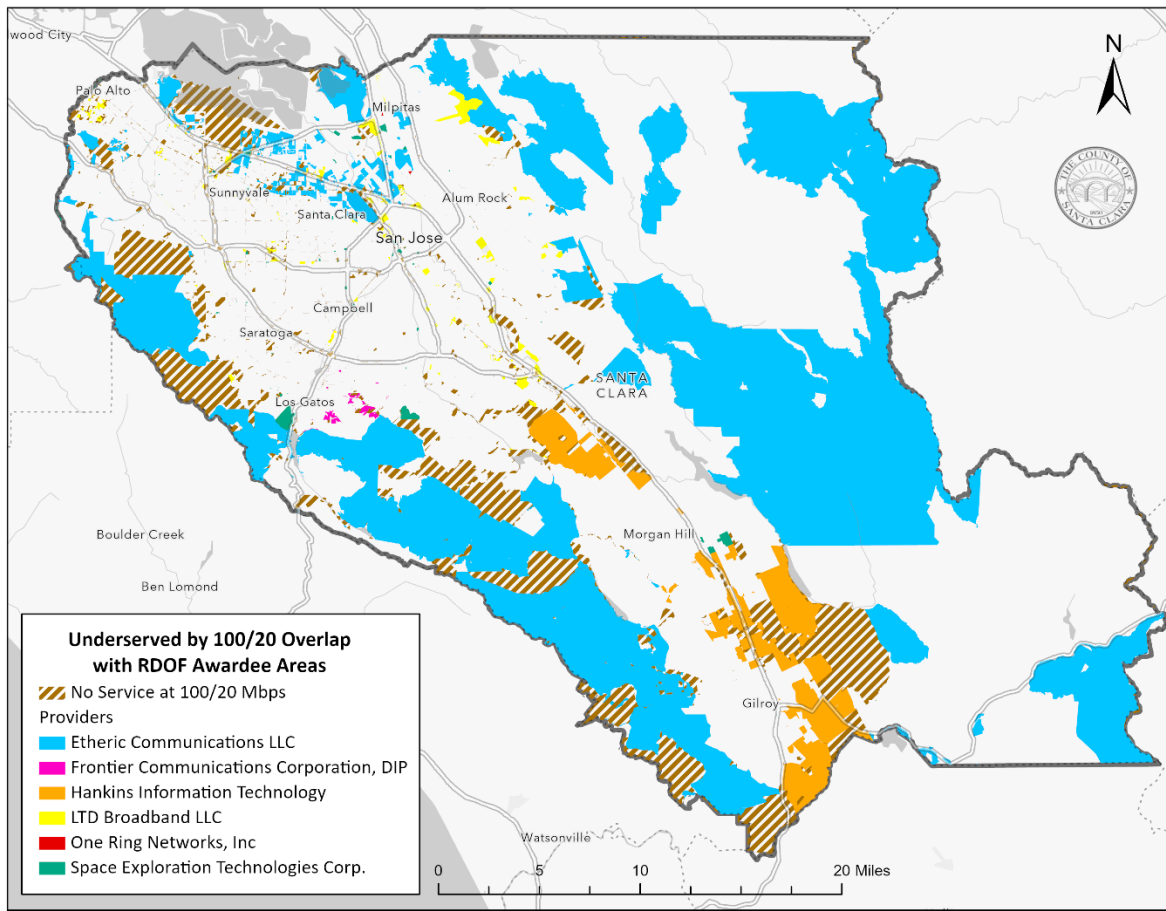 wood City
N
Palo Alto
Milpitas
THE COUNTY OF
SANTA CLARA
Sunnyvale
Alum Rock
Santa Clara
San Jose
Campbell
Saratoga
SANTA
CLARA
Los Gatos
Boulder Creek
Morgan Hill
Ben Lomond
Gilroy
Watsonville
Underserved by 100/20 Overlap
with RDOF Awardee Areas
No Service at 100/20 Mbps
Providers
Etheric Communications LLC
Frontier Communications Corporation, DIP
Hankins Information Technology
LTD Broadband LLC
One Ring Networks, Inc
Space Exploration Technologies Corp.
0 5 10 20 Miles